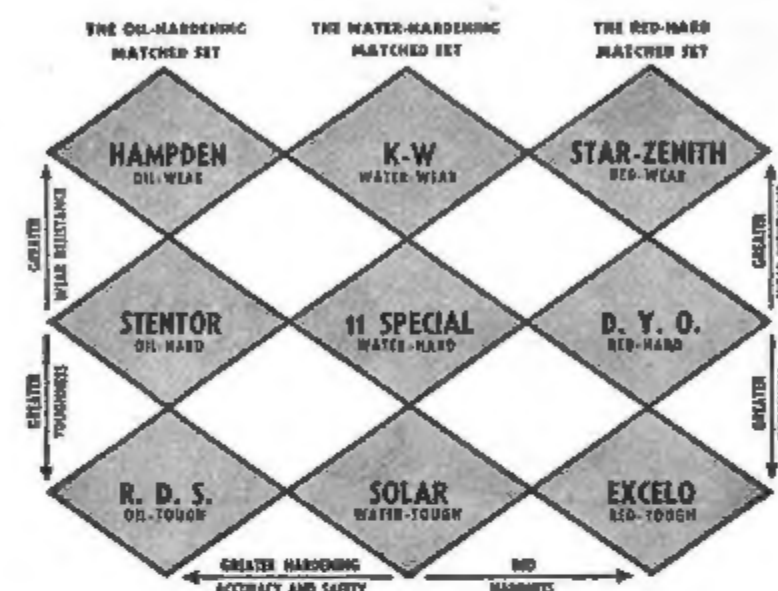 THE OIL-HARDENING
MATCHED SET
THE WATER-HARDENING
MATCHED SET
THE RED-HARD
MATCHED SET
HAMPDEN
OIL-WEAR
K-W
WATER-WEAR
STAR-ZENITH
RED-WEAR
GREATER
WEAR RESISTANCE
GREATER
STENTOR
OIL-HARD
11 SPECIAL
WATER-HARD
D. Y. O.
RED-HARD
GREATER
TOUGHNESS
GREATER
R. D. S.
OIL-TOUGH
SOLAR
WATER-TOUGH
EXCELO
RED-TOUGH
GREATER HARDENING
ACCURACY AND SAFETY
RED
HARDNESS